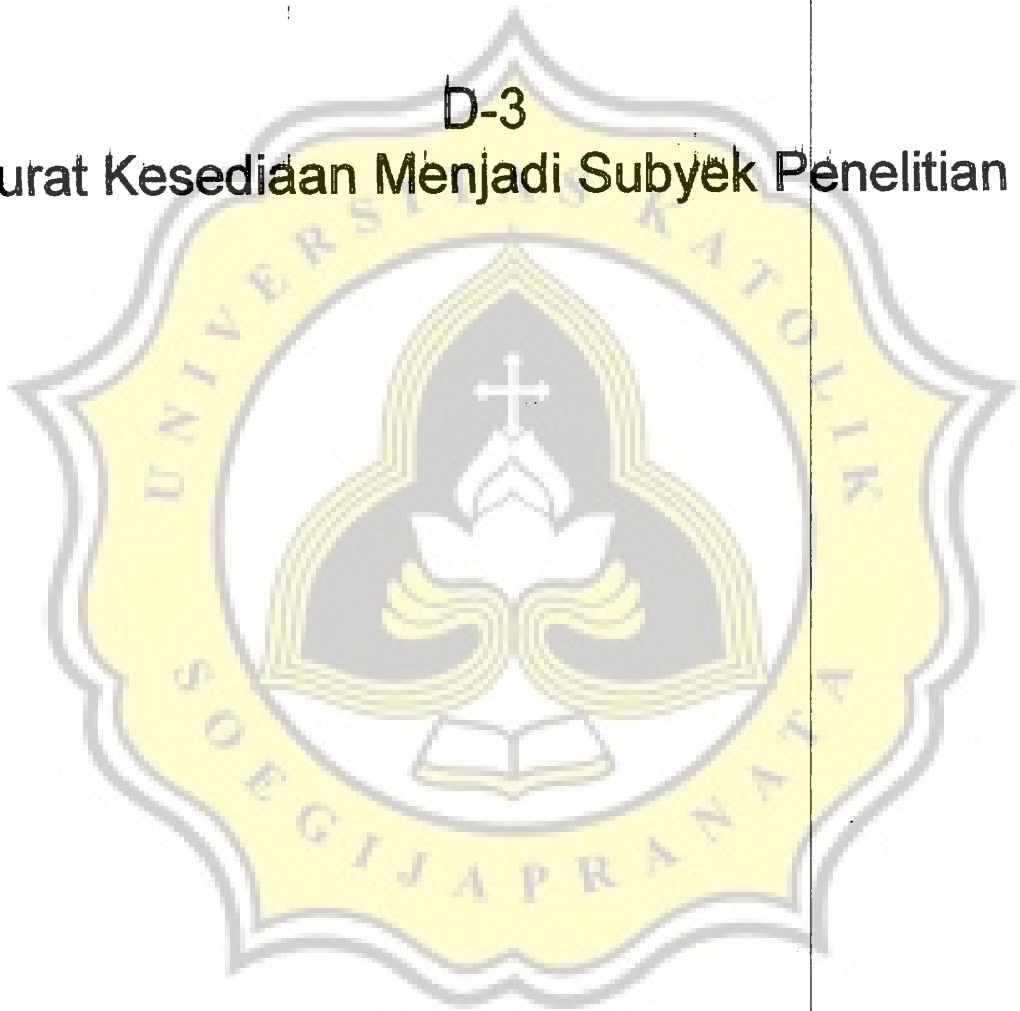 D-3
urat Kesediaan Menjadi Subyek Penelitian
UNIVERSITAS KATOLIK
SOEGIJAPRANATA